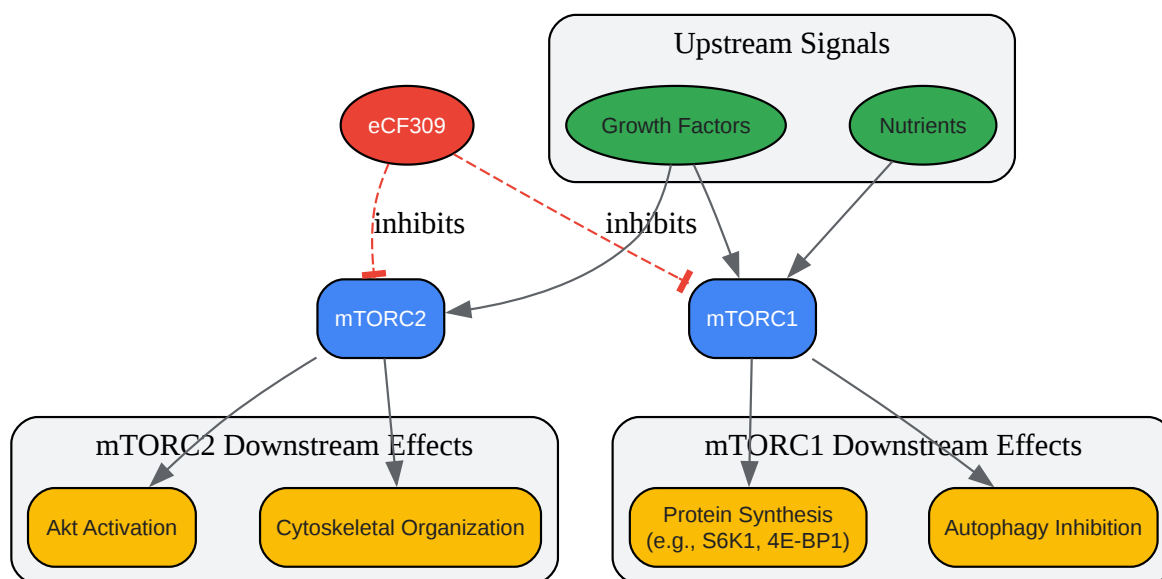 Upstream Signals
eCF309
Growth Factors
Nutrients
inhibits
inhibits
mTORC2
mTORC1
mTORC2 Downstream Effects
mTORC1 Downstream Effects
Akt Activation
Cytoskeletal Organization
Protein Synthesis
(e.g., S6K1, 4E-BP1)
Autophagy Inhibition